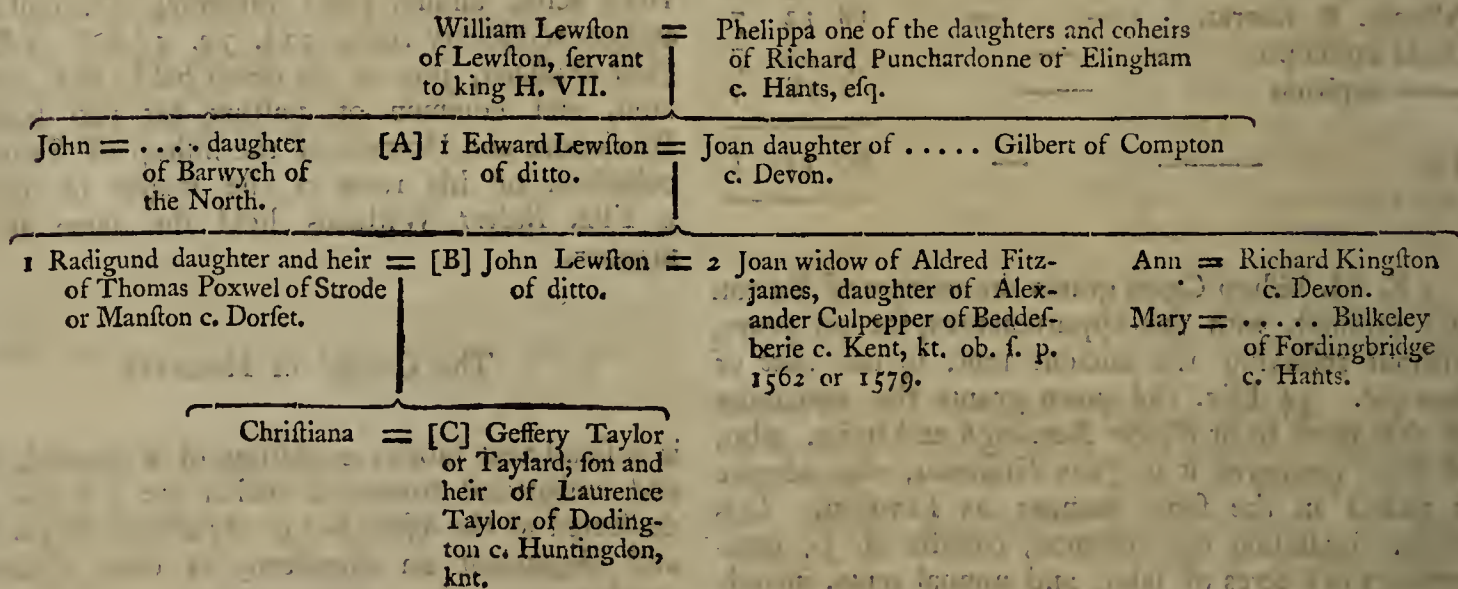 William Lewſton = Phelippa one of the daughters and coheirs
of Lewſton, ſervant of Richard Punchardonne of Elingham
to king H. VII. c. Hants, eſq.
John = .... daughter
of Barwych of
the North.
[A] 1 Edward Lewſton = Joan daughter of ..... Gilbert of Compton
of ditto. c. Devon.
1 Radigund daughter and heir = [B] John Lewſton = 2 Joan widow of Aldred Fitz-
of Thomas Poxwel of Strode
or Manſton c. Dorſet.
of ditto.
james, daughter of Alex-
ander Culpepper of Beddeſ-
berie c. Kent, kt. ob. ſ. p.
1562 or 1579.
Ann = Richard Kingſton
c. Devon.
Mary = ..... Bulkeley
of Fordingbridge
c. Hants.
Chriſtiana = [C] Geffery Taylor
or Taylard, ſon and
heir of Laurence
Taylor of Doding-
ton c. Huntingdon,
knt.